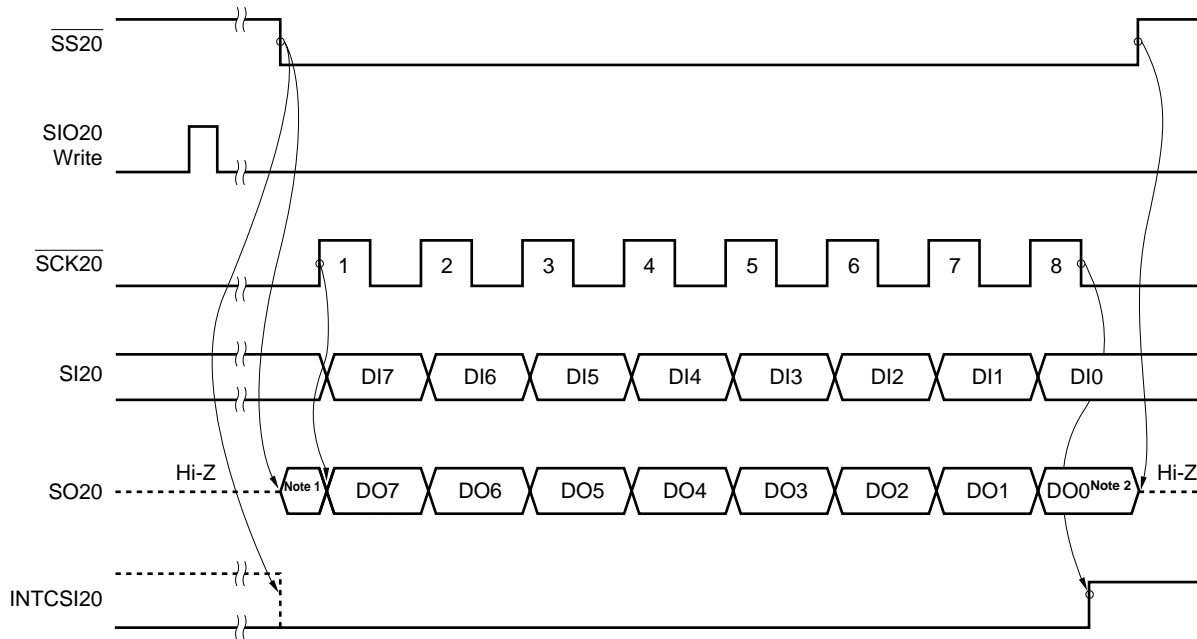 SS20
SIO20
Write
SCK20
1 2 3 4 5 6 7 8
SI20
DI7 DI6 DI5 DI4 DI3 DI2 DI1 DI0
SO20
Hi-Z Note 1 DO7 DO6 DO5 DO4 DO3 DO2 DO1 DO0 Note 2 Hi-Z
INTCSI20